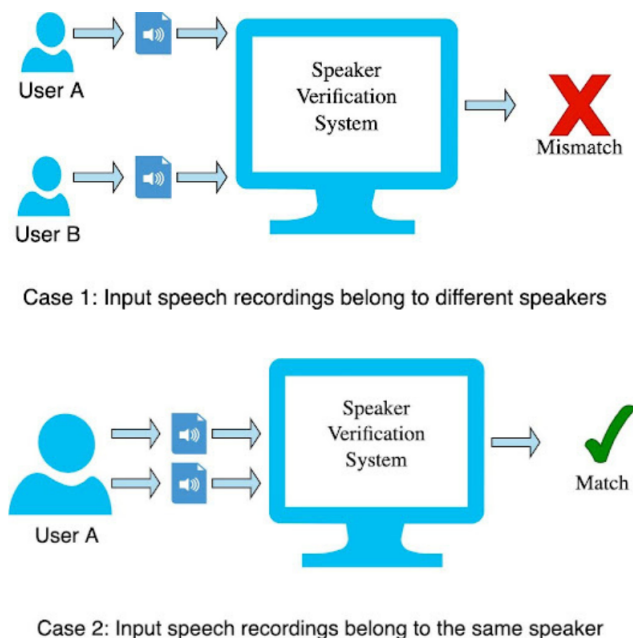 User A
Speaker
Verification
System
Mismatch
User B
Case 1: Input speech recordings belong to different speakers
Speaker
Verification
System
Match
User A
Case 2: Input speech recordings belong to the same speaker